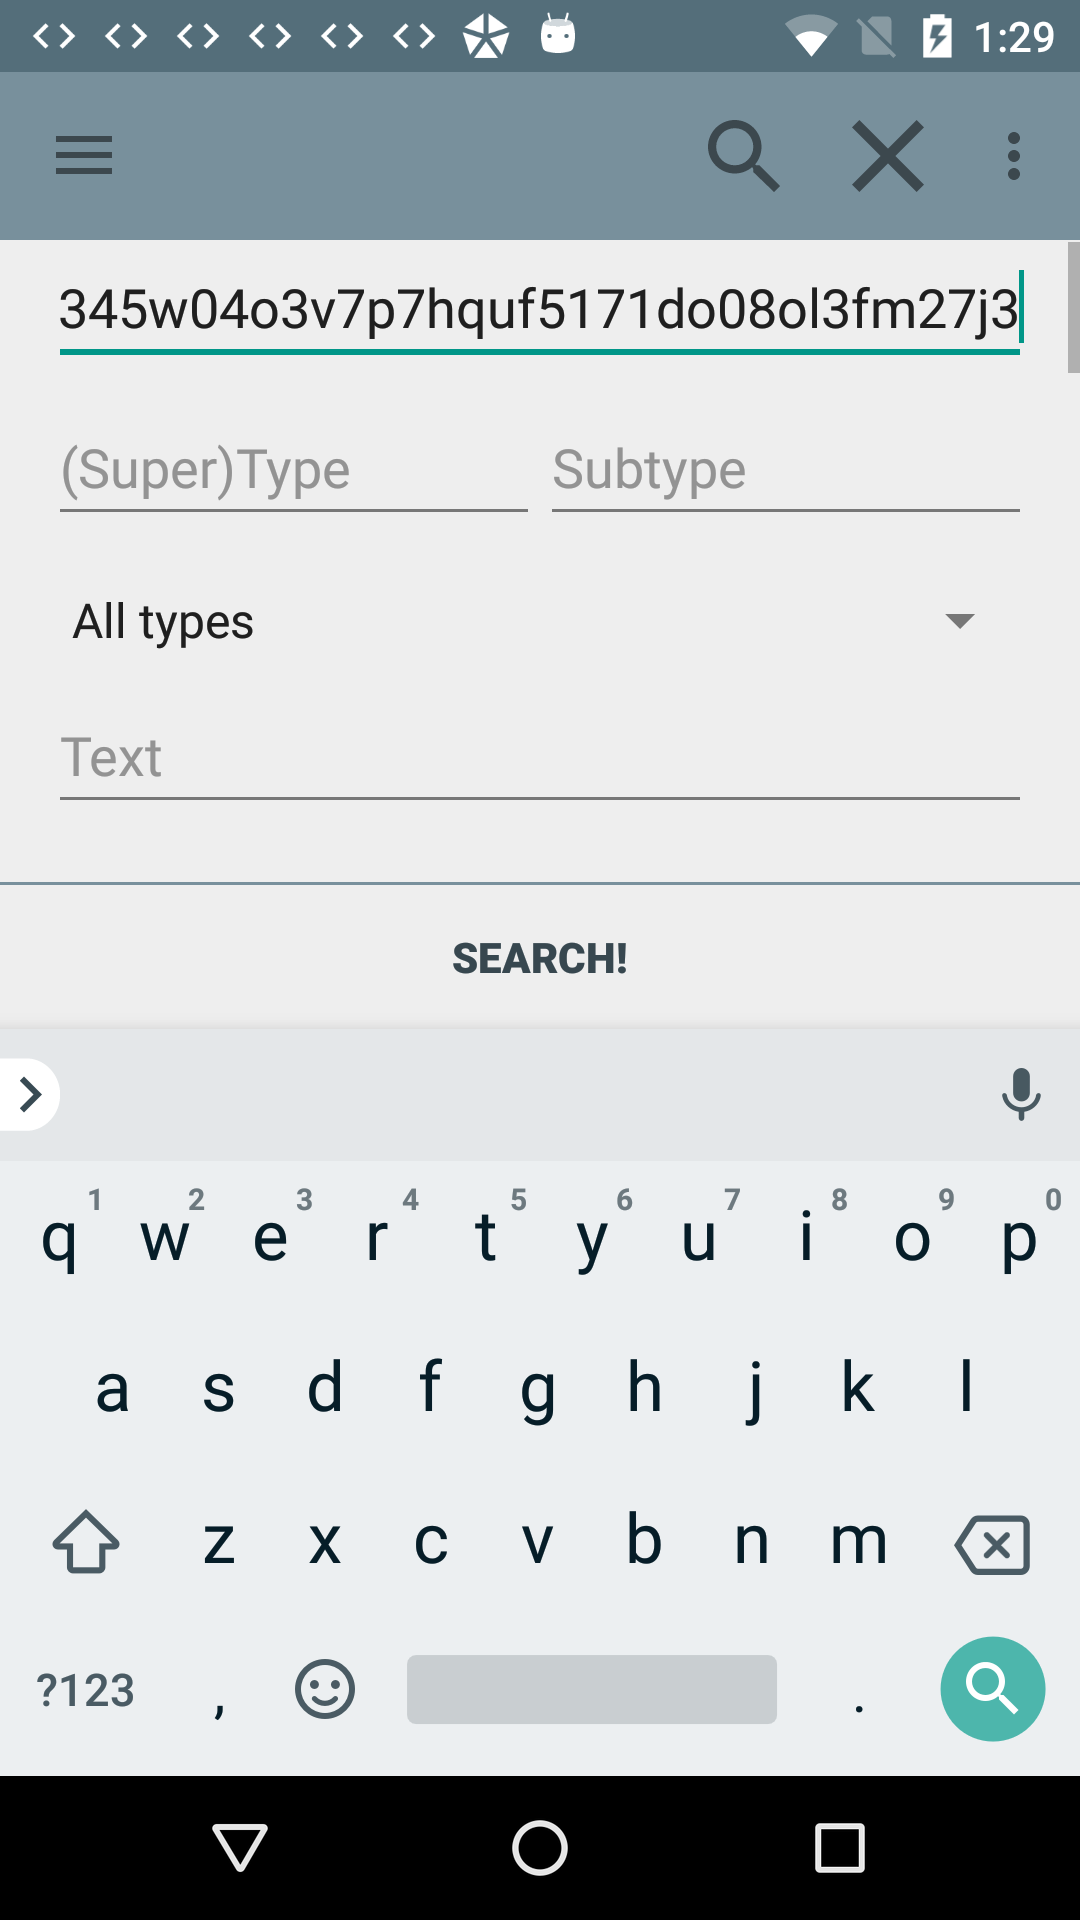 1:29
345w04o3v7p7hquf5171do08ol3fm27j3
(Super)Type Subtype
All types
Text
SEARCH!
1 2 3 4 5 6 7 8 9 0
q w e r t y u i o p
a s d f g h j k l
z x c v b n m
?123 , .